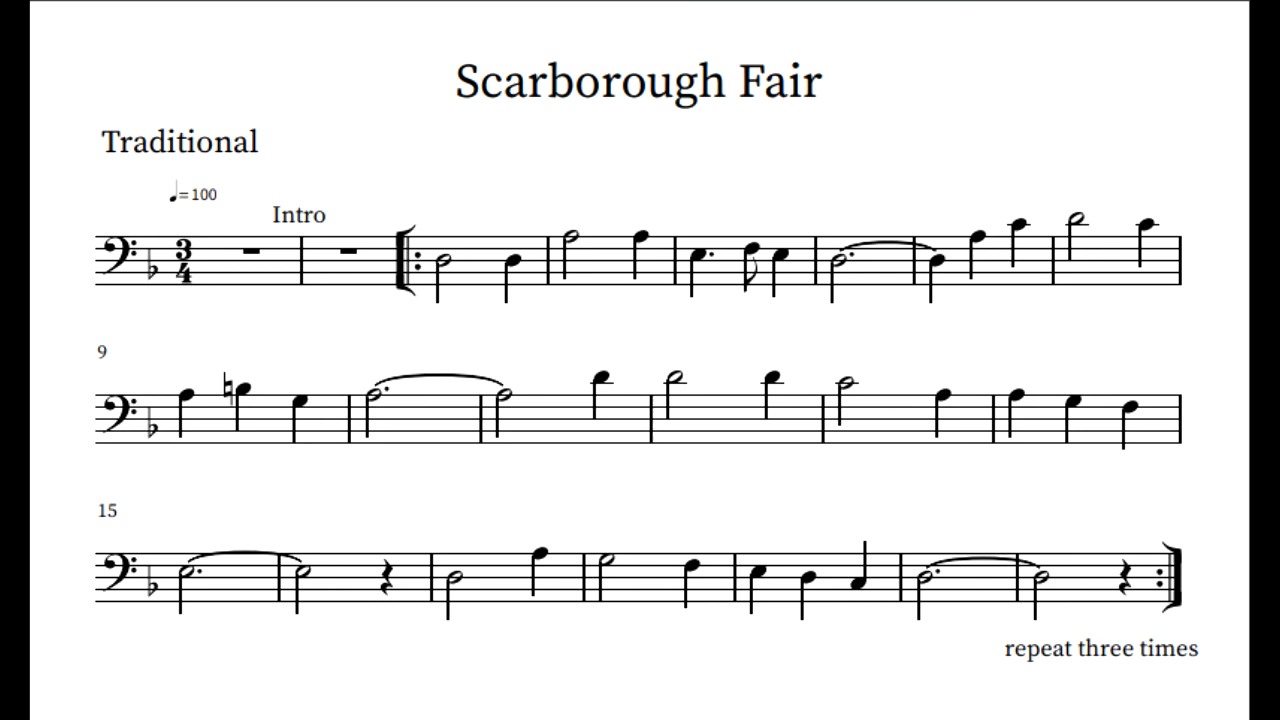 Scarborough Fair
Traditional
♩=100
Intro
3
4
9
15
repeat three times